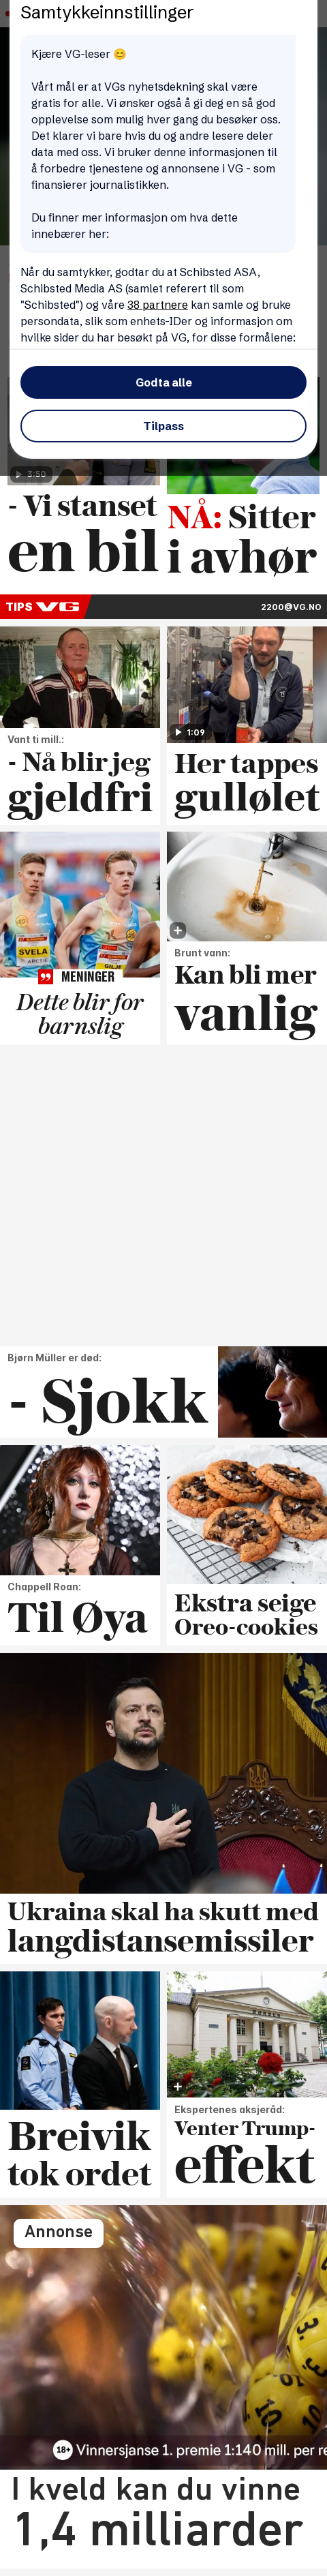 Samtykkeinnstillinger
Kjære VG-leser 😊
Vårt mål er at VGs nyhetsdekning skal være
gratis for alle. Vi ønsker også å gi deg en så god
opplevelse som mulig hver gang du besøker oss.
Det klarer vi bare hvis du og andre lesere deler
data med oss. Vi bruker denne informasjonen til
å forbedre tjenestene og annonsene i VG - som
finansierer journalistikken.
Du finner mer informasjon om hva dette
innebærer her:
Når du samtykker, godtar du at Schibsted ASA,
Schibsted Media AS (samlet referert til som
"Schibsted") og våre 38 partnere kan samle og bruke
persondata, slik som enhets-IDer og informasjon om
hvilke sider du har besøkt på VG, for disse formålene:
Godta alle
Tilpass
3:50
- Vi stanset
en bil
NÅ: Sitter
i avhør
TIPS VG
2200@VG.NO
Vant ti mill.:
- Nå blir jeg
gjeldfri
1:09
Her tappes
gullølet
SVELA
ARCTIC
GILJE
MENINGER
Dette blir for
barnslig
Brunt vann:
Kan bli mer
vanlig
Bjørn Müller er død:
- Sjokk
Chappell Roan:
Til Øya
Ekstra seige
Oreo-cookies
Ukraina skal ha skutt med
langdistansemissiler
Breivik
tok ordet
Ekspertenes aksjeråd:
Venter Trump-
effekt
Annonse
18+ Vinnersjanse 1. premie 1:140 mill. per re
I kveld kan du vinne
1,4 milliarder